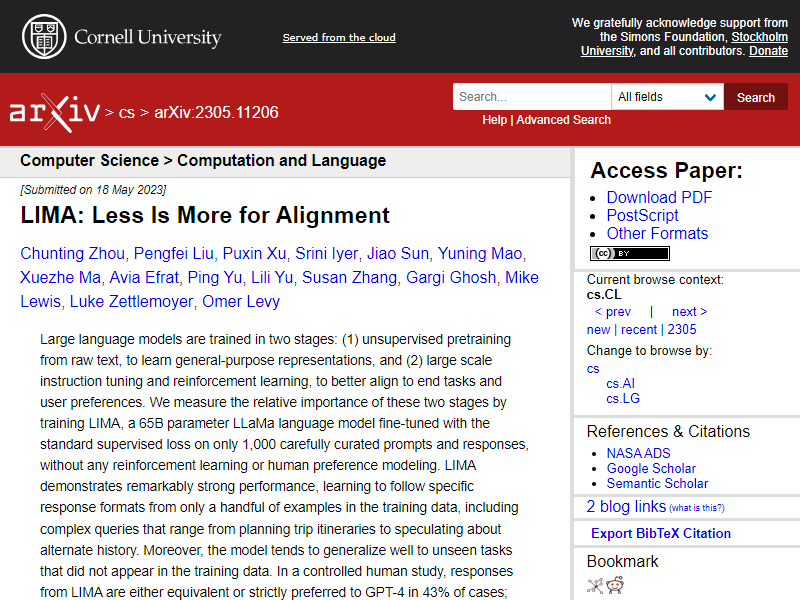 Cornell University
Served from the cloud
We gratefully acknowledge support from
the Simons Foundation, Stockholm
University, and all contributors. Donate
arXiv > cs > arXiv:2305.11206
Search...
All fields
Search
Help | Advanced Search
Computer Science > Computation and Language
[Submitted on 18 May 2023]
LIMA: Less Is More for Alignment
Chunting Zhou, Pengfei Liu, Puxin Xu, Srini Iyer, Jiao Sun, Yuning Mao,
Xuezhe Ma, Avia Efrat, Ping Yu, Lili Yu, Susan Zhang, Gargi Ghosh, Mike
Lewis, Luke Zettlemoyer, Omer Levy
Large language models are trained in two stages: (1) unsupervised pretraining
from raw text, to learn general-purpose representations, and (2) large scale
instruction tuning and reinforcement learning, to better align to end tasks and
user preferences. We measure the relative importance of these two stages by
training LIMA, a 65B parameter LLaMa language model fine-tuned with the
standard supervised loss on only 1,000 carefully curated prompts and responses,
without any reinforcement learning or human preference modeling. LIMA
demonstrates remarkably strong performance, learning to follow specific
response formats from only a handful of examples in the training data, including
complex queries that range from planning trip itineraries to speculating about
alternate history. Moreover, the model tends to generalize well to unseen tasks
that did not appear in the training data. In a controlled human study, responses
from LIMA are either equivalent or strictly preferred to GPT-4 in 43% of cases;
Access Paper:
Download PDF
PostScript
Other Formats
(cc) BY
Current browse context:
cs.CL
< prev | next >
new | recent | 2305
Change to browse by:
cs
cs.AI
cs.LG
References & Citations
NASA ADS
Google Scholar
Semantic Scholar
2 blog links (what is this?)
Export BibTeX Citation
Bookmark